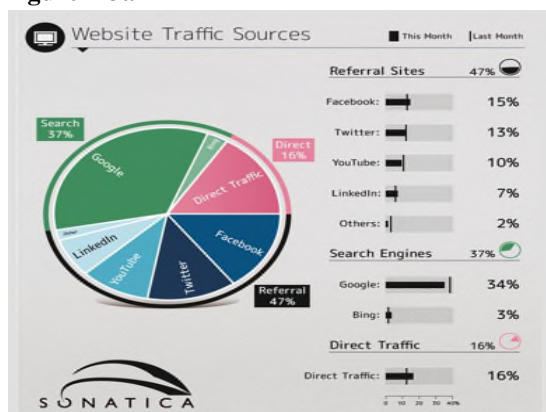 Website Traffic Sources
This Month
Last Month
Referral Sites 47%
Facebook: 15%
Twitter: 13%
YouTube: 10%
LinkedIn: 7%
Others: 2%
Search Engines 37%
Google: 34%
Bing: 3%
Direct Traffic 16%
Direct Traffic: 16%
0 10 20 30 40%
Search
37%
Direct
16%
Referral
47%
Google
Bing
Direct Traffic
Facebook
Twitter
YouTube
LinkedIn
SONATICA